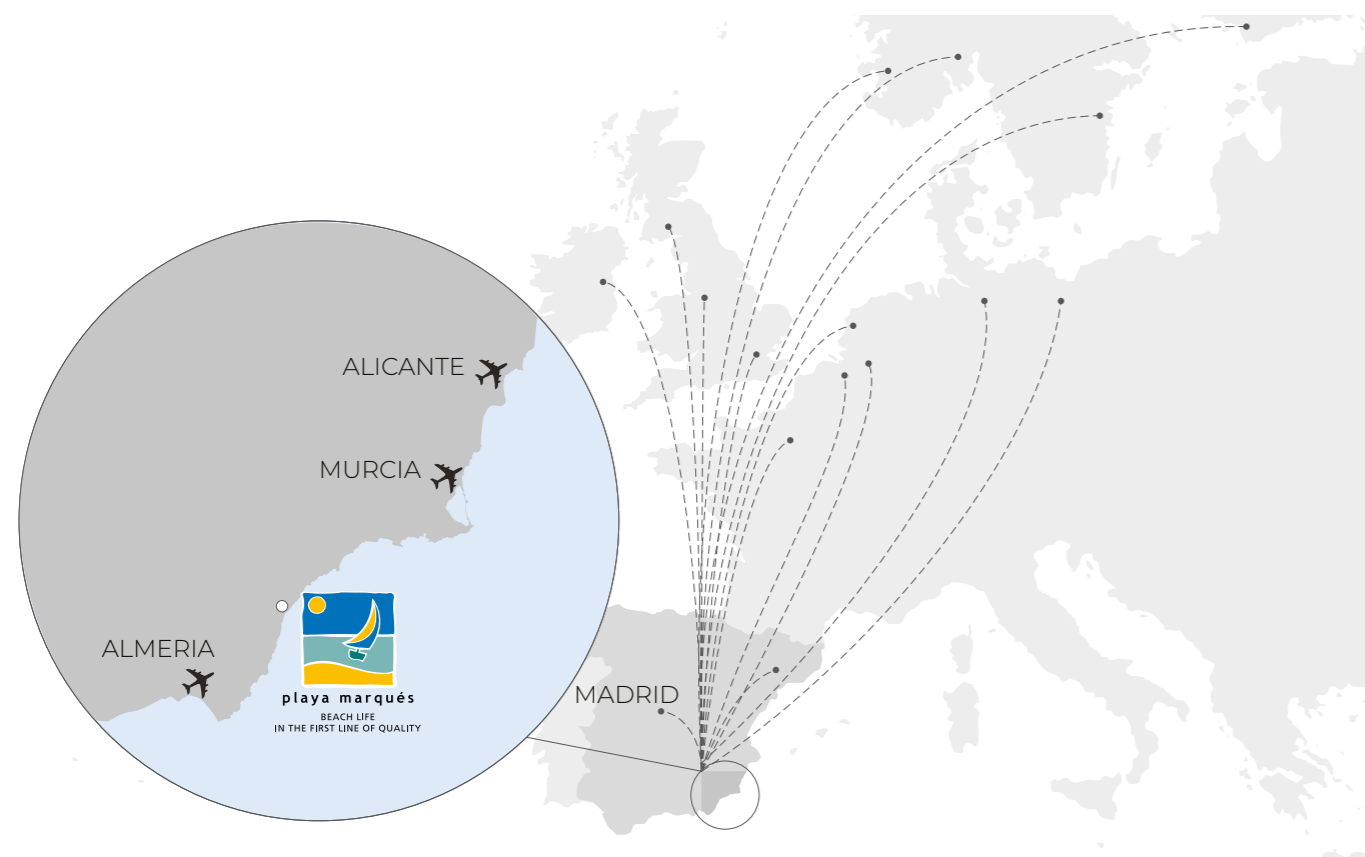 ALICANTE
MURCIA
ALMERIA
playa marqués
BEACH LIFE
IN THE FIRST LINE OF QUALITY
MADRID